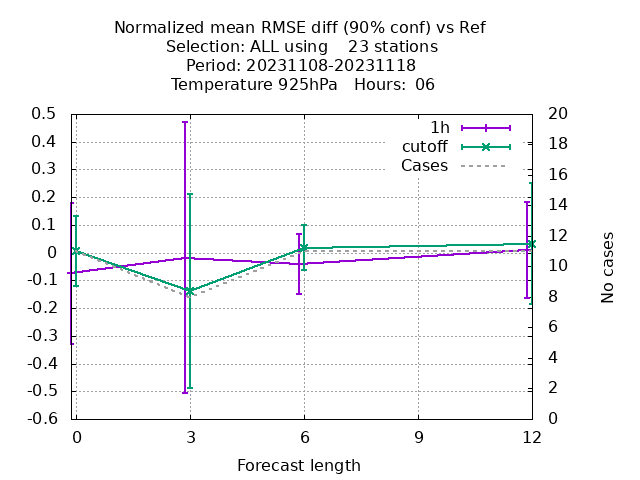 Normalized mean RMSE diff (90% conf) vs Ref
Selection: ALL using    23 stations
Period: 20231108-20231118
Temperature 925hPa   Hours:  06
1h
cutoff
Cases
0.5
0.4
0.3
0.2
0.1
0
-0.1
-0.2
-0.3
-0.4
-0.5
-0.6
20
18
16
14
12
10
8
6
4
2
0
No cases
0 3 6 9 12
Forecast length